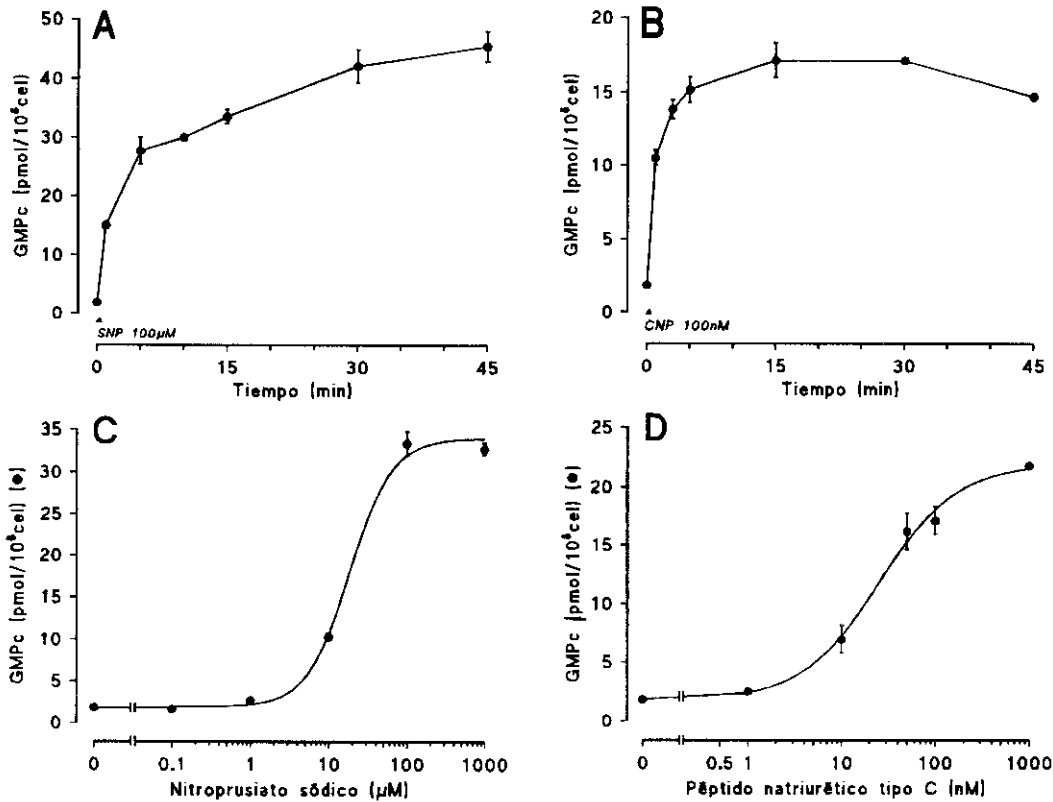 A
GMPc (pmol/10⁶cel)
50
40
30
20
10
0
SNP 100µM
0 15 30 45
Tiempo (min)
B
GMPc (pmol/10⁶cel)
20
15
10
5
0
CNP 100nM
0 15 30 45
Tiempo (min)
C
GMPc (pmol/10⁶cel) (●)
35
30
25
20
15
10
5
0
0 0.1 1 10 100 1000
Nitroprusiato sódico (µM)
D
GMPc (pmol/10⁶cel) (●)
25
20
15
10
5
0
0 0.5 1 10 100 1000
Péptido natriurético tipo C (nM)